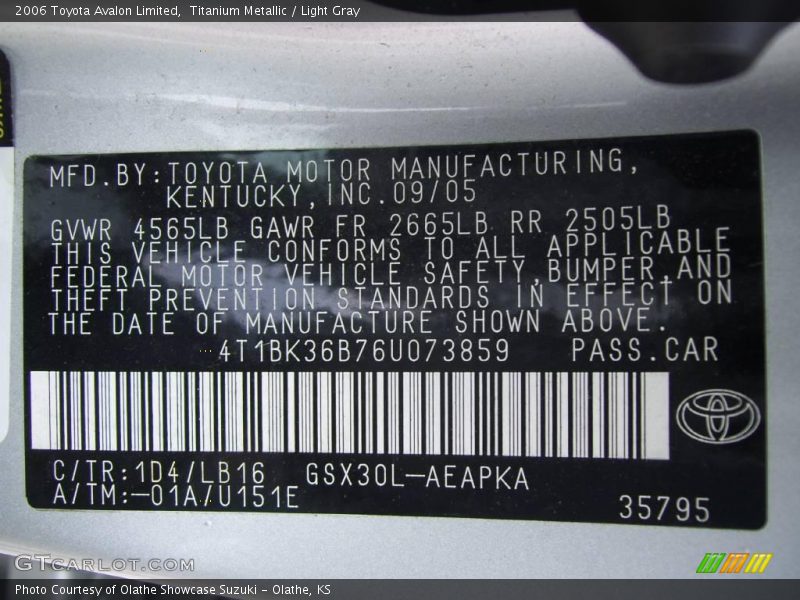 2006 Toyota Avalon Limited,  Titanium Metallic / Light Gray
MFD.BY:TOYOTA MOTOR MANUFACTURING,
KENTUCKY,INC.09/05
GVWR 4565LB GAWR FR 2665LB RR 2505LB
THIS VEHICLE CONFORMS TO ALL APPLICABLE
FEDERAL MOTOR VEHICLE SAFETY,BUMPER,AND
THEFT PREVENTION STANDARDS IN EFFECT ON
THE DATE OF MANUFACTURE SHOWN ABOVE.
4T1BK36B76U073859 PASS.CAR
C/TR:1D4/LB16 GSX30L-AEAPKA
A/TM:-01A/U151E
35795
GTCARLOT.COM
Photo Courtesy of Olathe Showcase Suzuki - Olathe, KS